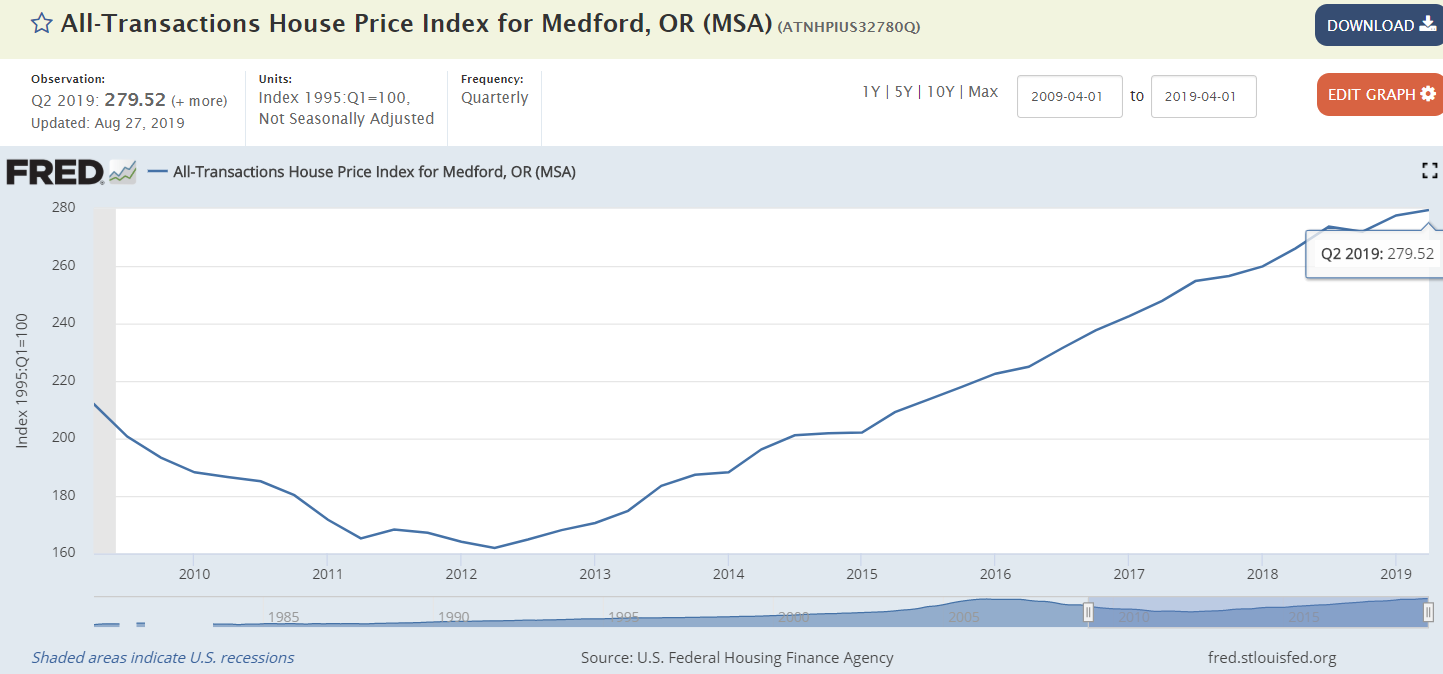 All-Transactions House Price Index for Medford, OR (MSA) (ATNHPIUS32780Q)
DOWNLOAD
Observation:
Q2 2019: 279.52 (+ more)
Updated: Aug 27, 2019
Units:
Index 1995:Q1=100,
Not Seasonally Adjusted
Frequency:
Quarterly
1Y | 5Y | 10Y | Max
2009-04-01 to 2019-04-01
EDIT GRAPH
FRED
All-Transactions House Price Index for Medford, OR (MSA)
Index 1995:Q1=100
280
260
240
220
200
180
160
Q2 2019: 279.52
2010 2011 2012 2013 2014 2015 2016 2017 2018 2019
1985 1990 1995 2000 2005 2010 2015
Shaded areas indicate U.S. recessions
Source: U.S. Federal Housing Finance Agency
fred.stlouisfed.org